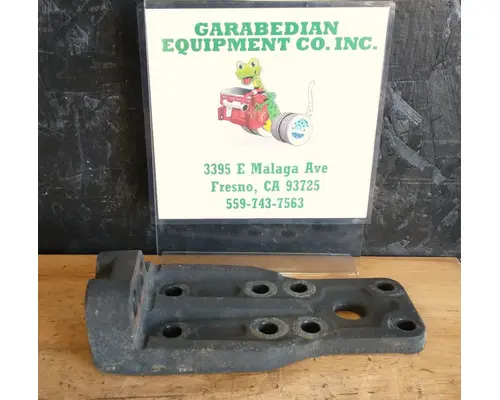 GARABEDIAN
EQUIPMENT CO. INC.
3395 E Malaga Ave
Fresno, CA 93725
559-743-7563